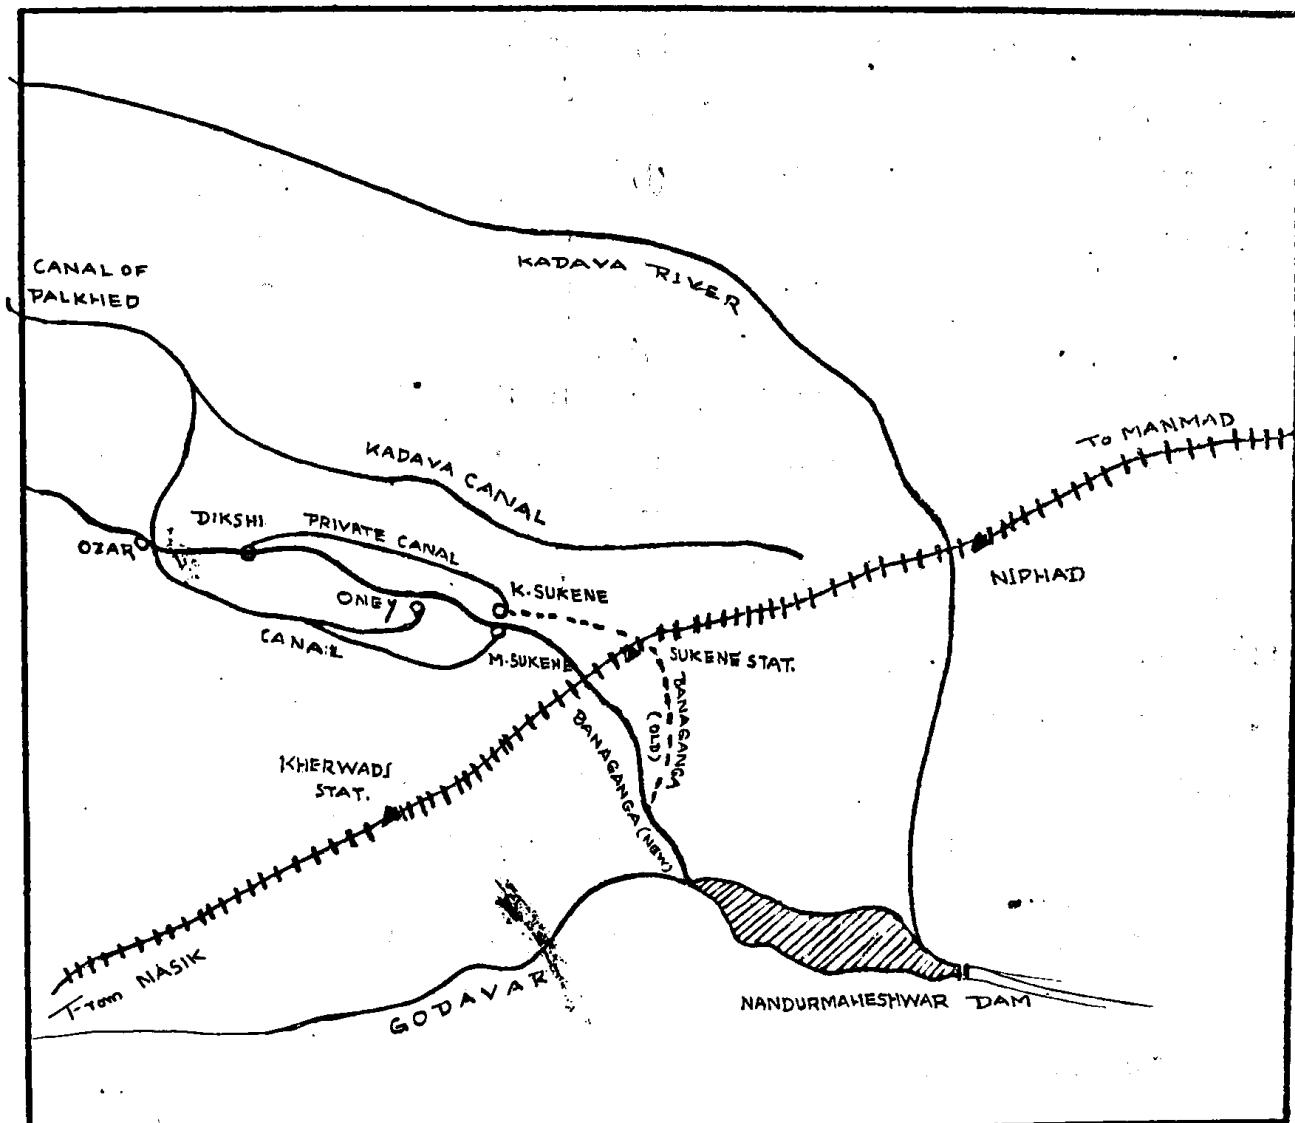 KADAVA RIVER
CANAL OF
PALKHED
To MANMAD
KADAVA CANAL
DIKSHI
PRIVATE CANAL
OZAR
NIPHAD
K.SUKENE
ONEY
CANAL
M.SUKENE
SUKENE STAT.
BANAGANGA
(OLD)
BANAGANGA (NEW)
KHERWADI
STAT.
From NASIK
GODAVARI
NANDURMAHESHWAR DAM